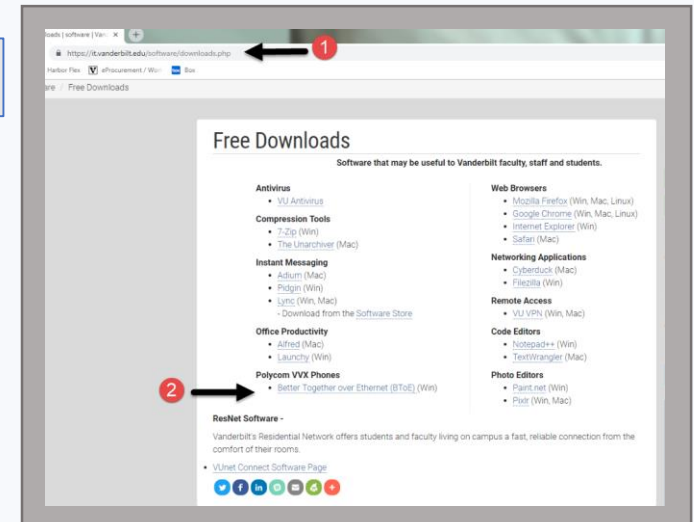 loads | software | Van
https://it.vanderbilt.edu/software/downloads.php
1
Harbor Flex
V eProcurement / Wor
Box
are / Free Downloads
Free Downloads
Software that may be useful to Vanderbilt faculty, staff and students.
Antivirus
• VU Antivirus
Compression Tools
• 7-Zip (Win)
• The Unarchiver (Mac)
Instant Messaging
• Adium (Mac)
• Pidgin (Win)
• Lync (Win, Mac)
- Download from the Software Store
Office Productivity
• Alfred (Mac)
• Launchy (Win)
Polycom VVX Phones
2
• Better Together over Ethernet (BToE) (Win)
Web Browsers
• Mozilla Firefox (Win, Mac, Linux)
• Google Chrome (Win, Mac, Linux)
• Internet Explorer (Win)
• Safari (Mac)
Networking Applications
• Cyberduck (Mac)
• Filezilla (Win)
Remote Access
• VU VPN (Win, Mac)
Code Editors
• Notepad++ (Win)
• TextWrangler (Mac)
Photo Editors
• Paint.net (Win)
• Pixlr (Win, Mac)
ResNet Software -
Vanderbilt's Residential Network offers students and faculty living on campus a fast, reliable connection from the
comfort of their rooms.
• VUnet Connect Software Page